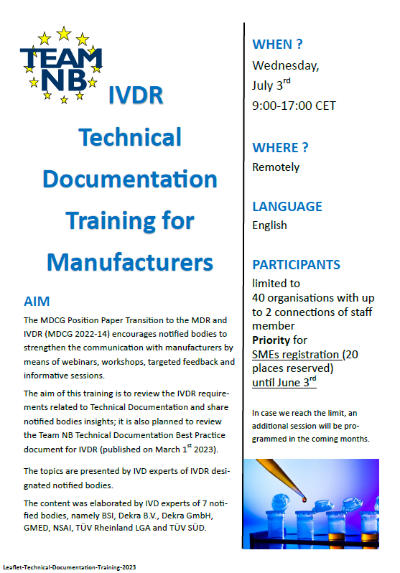 TEAM
NB
IVDR
Technical
Documentation
Training for
Manufacturers
AIM
The MDCG Position Paper Transition to the MDR and
IVDR (MDCG 2022-14) encourages notified bodies to
strengthen the communication with manufacturers by
means of webinars, workshops, targeted feedback and
informative sessions.
The aim of this training is to review the IVDR require-
ments related to Technical Documentation and share
notified bodies insights; it is also planned to review
the Team NB Technical Documentation Best Practice
document for IVDR (published on March 1st 2023).
The topics are presented by IVD experts of IVDR desi-
gnated notified bodies.
The content was elaborated by IVD experts of 7 noti-
fied bodies, namely BSI, Dekra B.V., Dekra GmbH,
GMED, NSAI, TÜV Rheinland LGA and TÜV SÜD.
WHEN ?
Wednesday,
July 3rd
9:00-17:00 CET
WHERE ?
Remotely
LANGUAGE
English
PARTICIPANTS
limited to
40 organisations with up
to 2 connections of staff
member
Priority for
SMEs registration (20
places reserved)
until June 3rd
In case we reach the limit, an
additional session will be pro-
grammed in the coming months.
Leaflet-Technical-Documentation-Training-2023